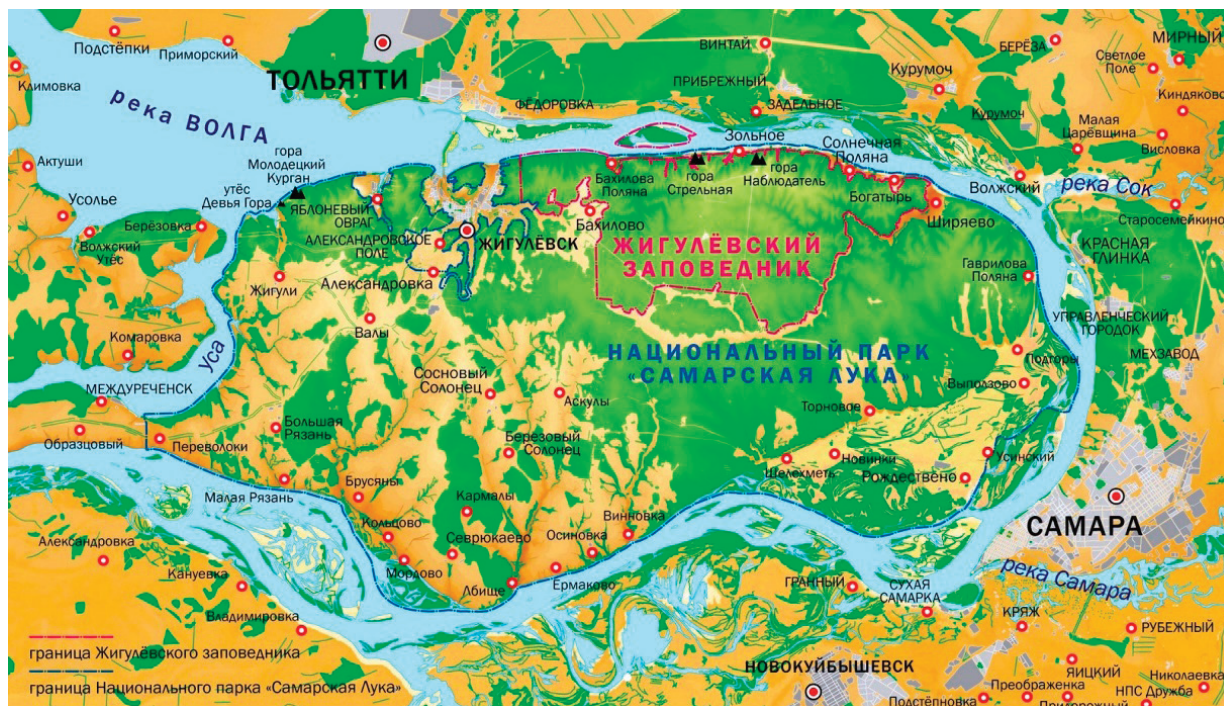 Подстёпки
Приморский
ТОЛЬЯТТИ
ВИНТАЙ
БЕРЁЗА
МИРНЫЙ
Светлое
Поле
Климовка
река ВОЛГА
ФЁДОРОВКА
ПРИБРЕЖНЫЙ
ЗАДЕЛЬНОЕ
Курумоч
Курумоч
Киндяково
Малая
Царёвщина
Висловка
Актуши
гора
Молодецкий
Курган
утёс
Девья Гора
Зольное
Солнечная
Поляна
Бахилова
Поляна
гора
Стрельная
гора
Наблюдатель
Богатырь
Волжский
река Сок
Усолье
Волжский
Утёс
Берёзовка
ЯБЛОНЕВЫЙ
ОВРАГ
АЛЕКСАНДРОВСКОЕ
ПОЛЕ
ЖИГУЛЁВСК
Бахилово
Ширяево
Старосемейкино
ЖИГУЛЁВСКИЙ
ЗАПОВЕДНИК
КРАСНАЯ
ГЛИНКА
Жигули
Александровка
Гаврилова
Поляна
Валы
УПРАВЛЕНЧЕСКИЙ
ГОРОДОК
Комаровка
Уса
НАЦИОНАЛЬНЫЙ ПАРК
«САМАРСКАЯ ЛУКА»
Подгоры
МЕХЗАВОД
МЕЖДУРЕЧЕНСК
Сосновый
Солонец
Аскулы
Выползово
Торновое
Образцовый
Переволоки
Большая
Рязань
Березовый
Солонец
Шелехметь
Новинки
Рождествено
Усинский
Малая Рязань
Брусяны
Кармалы
Винновка
САМАРА
Александровка
Кольцово
Севрюкаево
Осиновка
Кануевка
Мордово
Лбище
Ермаково
ГРАННЫЙ
СУХАЯ
САМАРКА
река Самара
Владимировка
КРЯЖ
РУБЕЖНЫЙ
граница Жигулёвского заповедника
граница Национального парка «Самарская Лука»
НОВОКУЙБЫШЕВСК
ЯИЦКИЙ
Преображенка
Николаевка
НПС Дружба
Подстёпновка
Придорожный